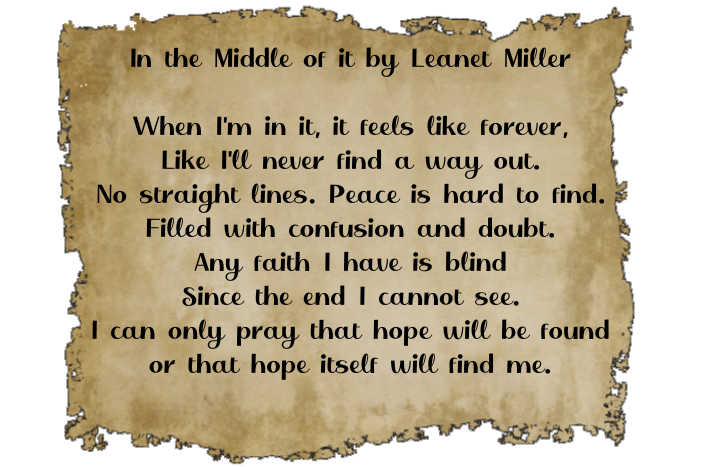 In the Middle of it by Leanet Miller
When I'm in it, it feels like forever,
Like I'll never find a way out.
No straight lines. Peace is hard to find.
Filled with confusion and doubt.
Any faith I have is blind
Since the end I cannot see.
I can only pray that hope will be found
or that hope itself will find me.